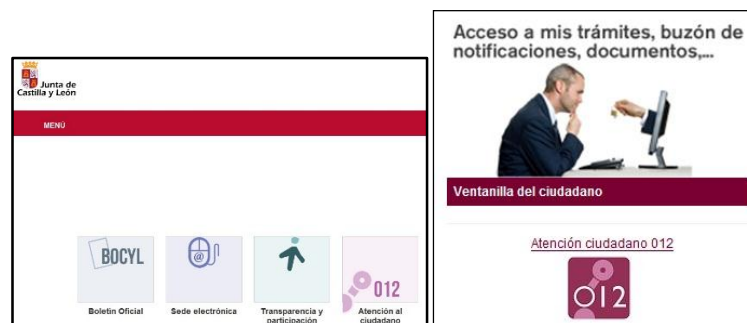 Junta de
Castilla y León
MENÚ
BOCYL
Boletín Oficial
@
Sede electrónica
Transparencia y
participación
012
Atención al
ciudadano
Acceso a mis trámites, buzón de
notificaciones, documentos,...
Ventanilla del ciudadano
Atención ciudadano 012
012